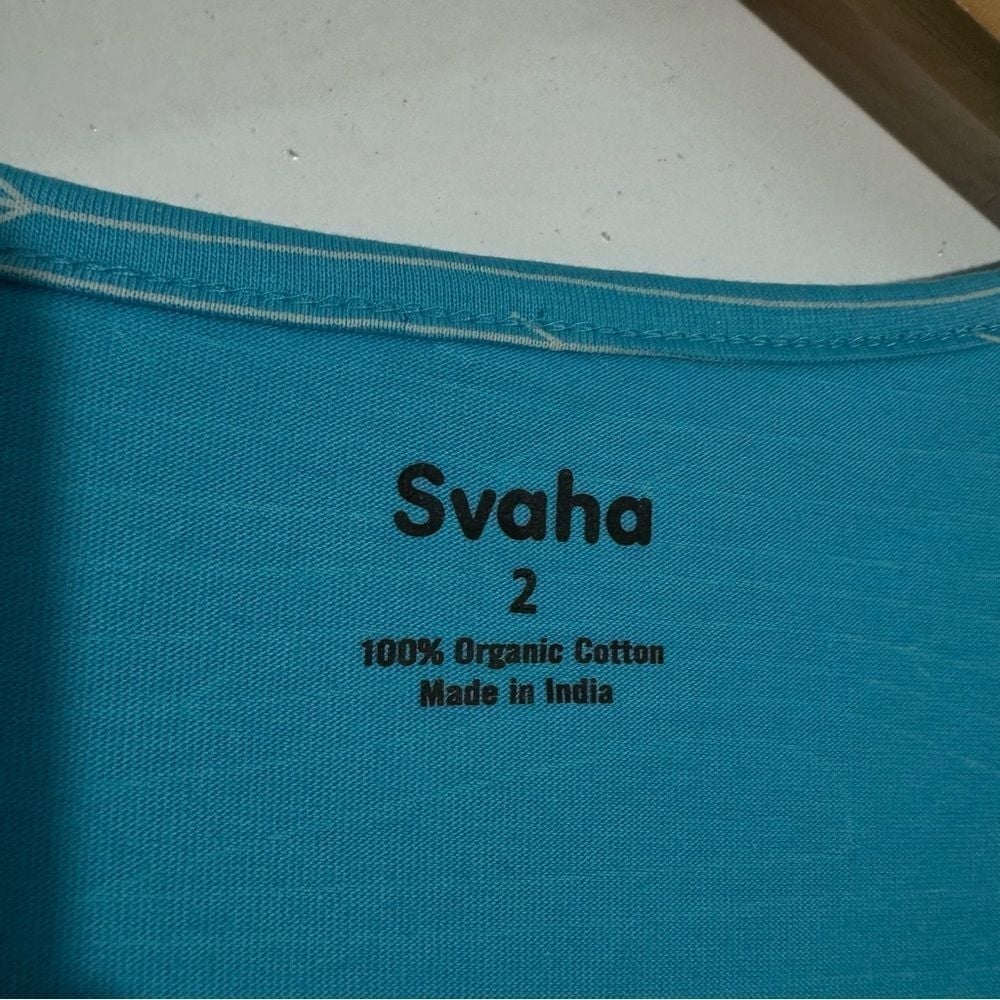 Svaha
2
100% Organic Cotton
Made in India